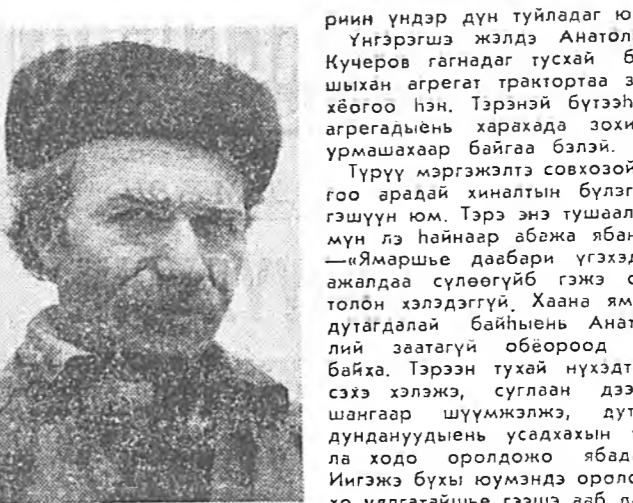 риин үндэр дүн туйладаг ю
Үнгэрэгшэ жэлдэ Анатол
Кучеров гагнадаг тусхай б
шыхан агрегат трактортаа з
хёогоо һэн. Тэрэнэй бүтээһ
агрегадыень харахада зохи
урмашахаар байгаа бэлэй.
Түрүү мэргэжэлтэ совхозой
гоо арадай хиналтын бүлэг
гэшүүн юм. Тэрэ энэ тушаал
мүн лэ һайнаар абажа ябан
—«Ямаршье даабари үгэхэд
ажалдаа сүлөөгүйб гэжэ о
толон хэлэдэггүй. Хаана ям
дутагдалай байһыень Анат
лий заатагүй обёороод
байха. Тэрээн тухай нүхэдт
сэхэ хэлэжэ, суглаан дээ
шангаар шүүмжэлжэ, дут
дундануудыень усадхахын
ла ходо оролдожо ябад
Иигэжэ бүхы юумэндэ оролс